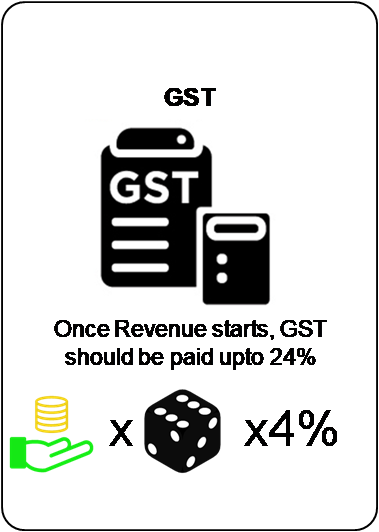 GST
GST
Once Revenue starts, GST
should be paid upto 24%
x x4%